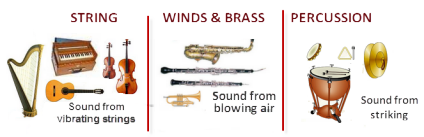 STRING
Sound from
vibrating strings
WINDS & BRASS
Sound from
blowing air
PERCUSSION
Sound from
striking